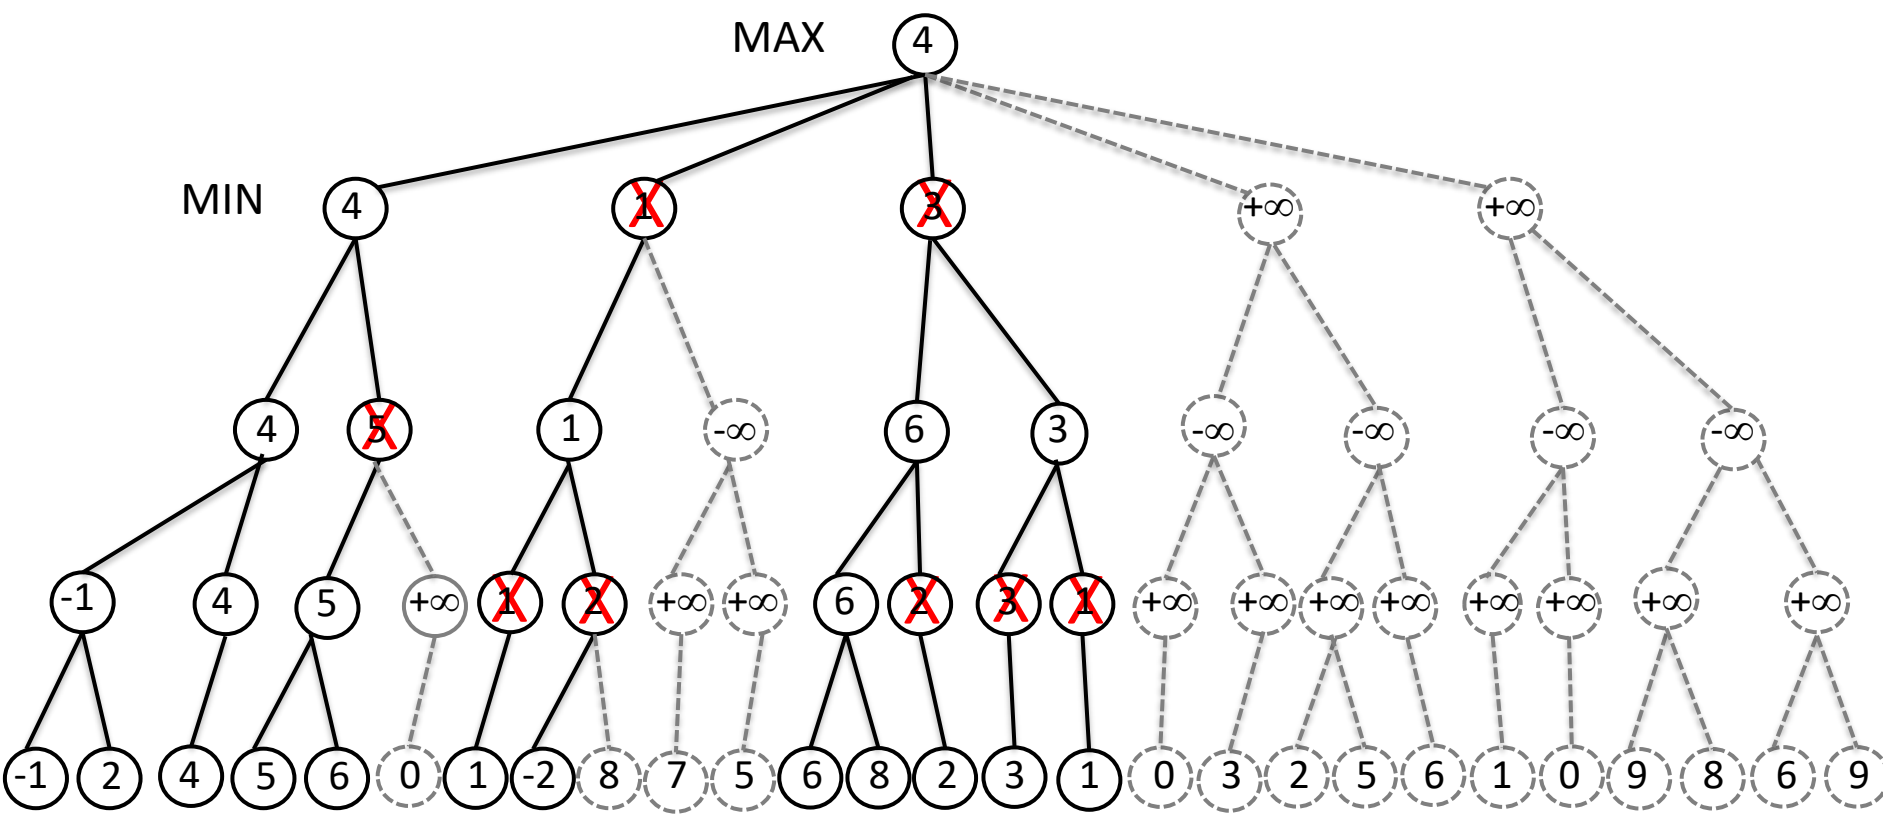 MAX 4
MIN 4 1 3 +∞ +∞
4 5 1 -∞ 6 3 -∞ -∞ -∞ -∞
-1 4 5 +∞ 1 2 +∞ +∞ 6 2 3 1 +∞ +∞ +∞ +∞ +∞ +∞ +∞ +∞
-1 2 4 5 6 0 1 -2 8 7 5 6 8 2 3 1 0 3 2 5 6 1 0 9 8 6 9